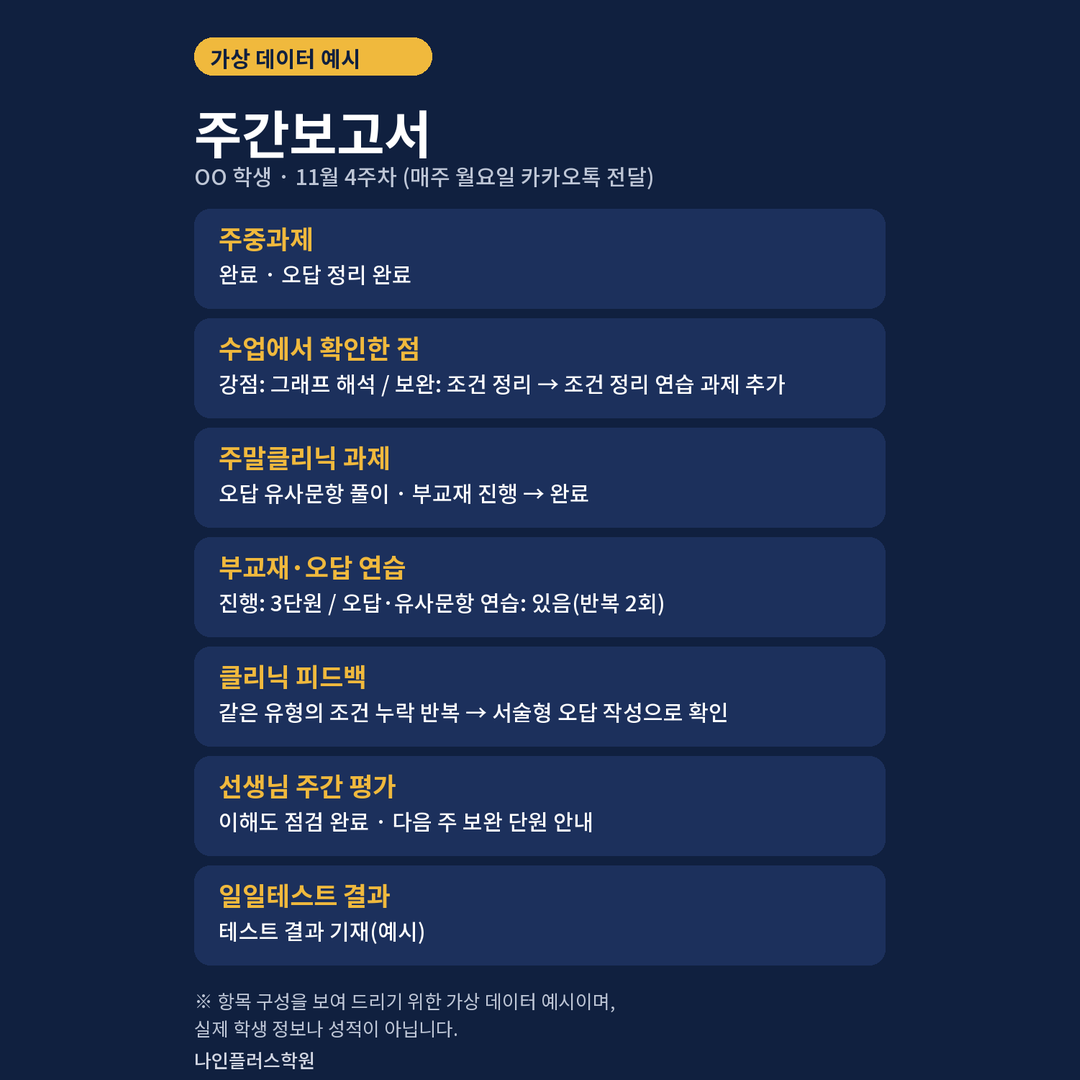 가상 데이터 예시
주간보고서
OO 학생 · 11월 4주차 (매주 월요일 카카오톡 전달)
주중과제
완료 · 오답 정리 완료
수업에서 확인한 점
강점: 그래프 해석 / 보완: 조건 정리 → 조건 정리 연습 과제 추가
주말클리닉 과제
오답 유사문항 풀이 · 부교재 진행 → 완료
부교재·오답 연습
진행: 3단원 / 오답·유사문항 연습: 있음(반복 2회)
클리닉 피드백
같은 유형의 조건 누락 반복 → 서술형 오답 작성으로 확인
선생님 주간 평가
이해도 점검 완료 · 다음 주 보완 단원 안내
일일테스트 결과
테스트 결과 기재(예시)
※ 항목 구성을 보여 드리기 위한 가상 데이터 예시이며,
실제 학생 정보나 성적이 아닙니다.
나인플러스학원